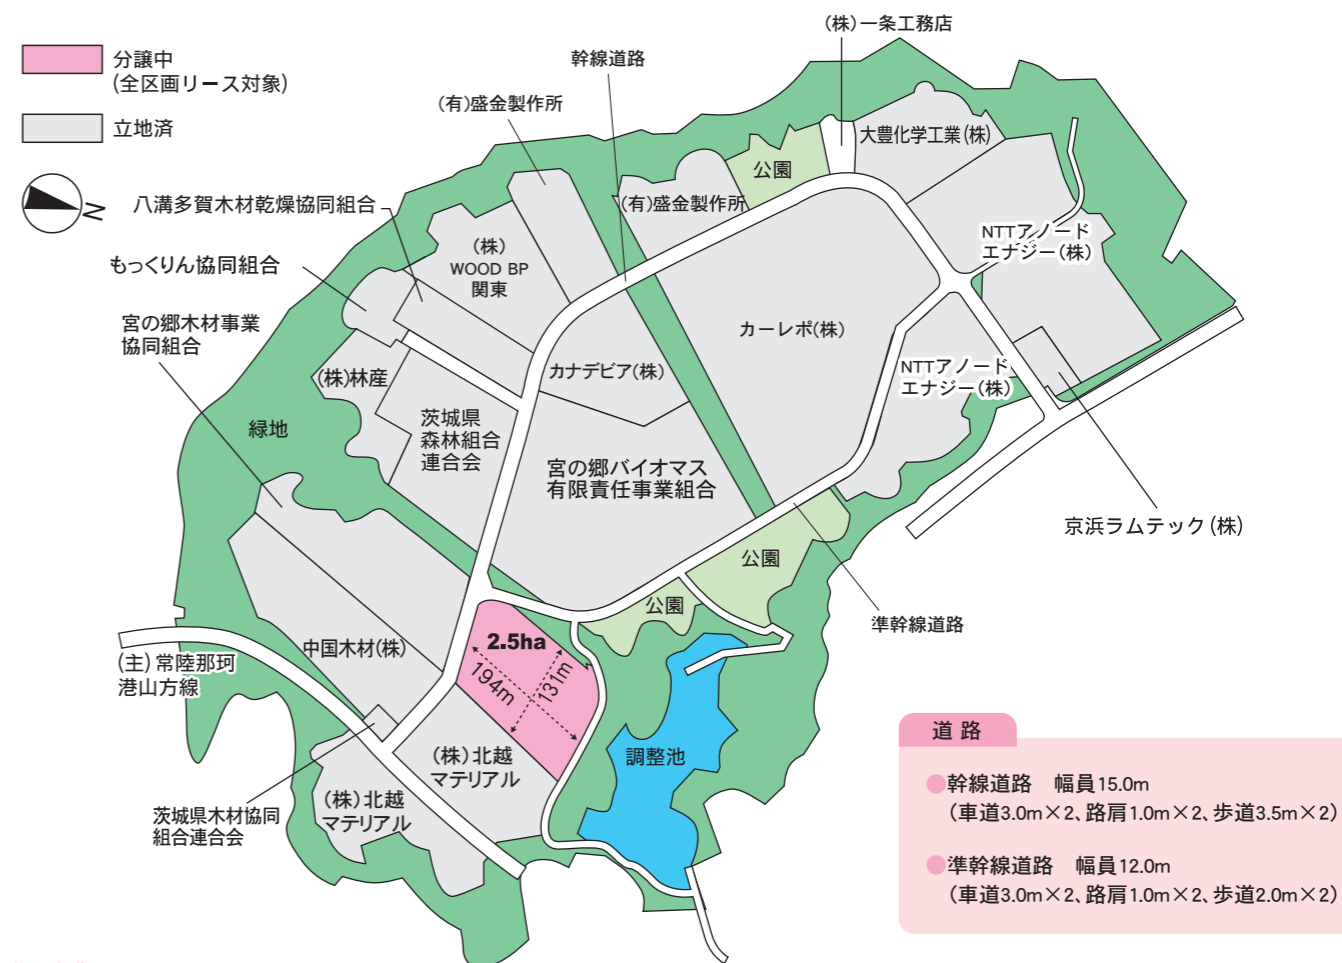 (株)一条工務店
分譲中
(全区画リース対象)
幹線道路
(有)盛金製作所
立地済
大豊化学工業(株)
公園
N
八溝多賀木材乾燥協同組合
(有)盛金製作所
(株)
WOOD BP
関東
NTTアノード
エナジー(株)
もっくりん協同組合
宮の郷木材事業
協同組合
カーレポ(株)
(株)林産
カナデビア(株)
NTTアノード
エナジー(株)
緑地
茨城県
森林組合
連合会
宮の郷バイオマス
有限責任事業組合
京浜ラムテック(株)
公園
公園
準幹線道路
2.5ha
194m
131m
中国木材(株)
(主)常陸那珂
港山方線
(株)北越
マテリアル
調整池
(株)北越
マテリアル
茨城県木材協同
組合連合会
道路
●幹線道路 幅員15.0m
(車道3.0m×2、路肩1.0m×2、歩道3.5m×2)
●準幹線道路 幅員12.0m
(車道3.0m×2、路肩1.0m×2、歩道2.0m×2)